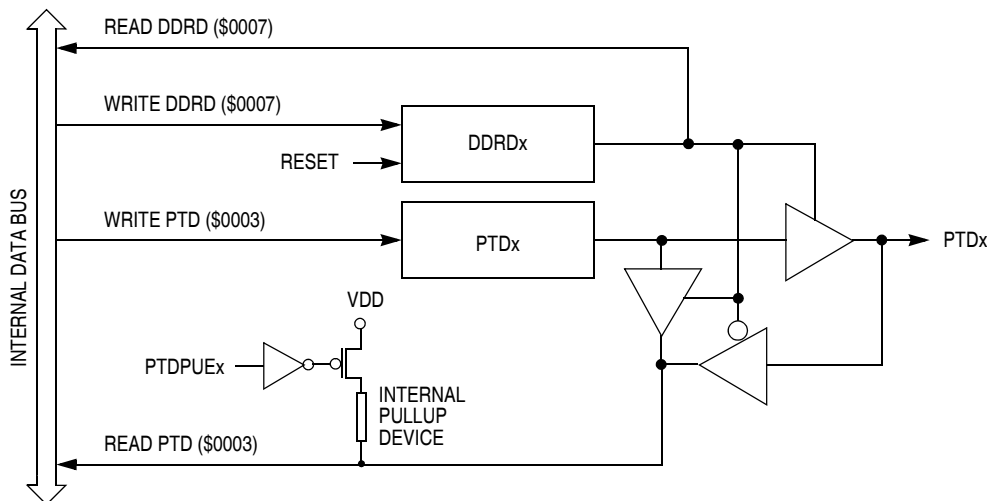 READ DDRD ($0007)
WRITE DDRD ($0007)
DDRDx
RESET
INTERNAL DATA BUS
WRITE PTD ($0003)
PTDx
PTDx
VDD
PTDPUEx
INTERNAL
PULLUP
DEVICE
READ PTD ($0003)